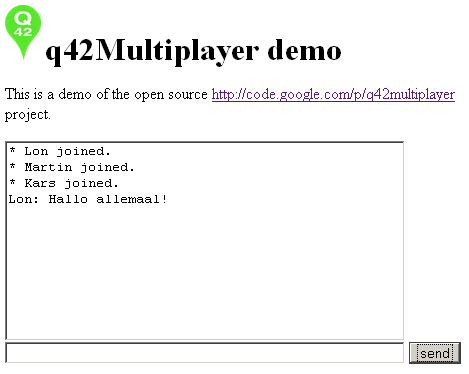 Q
42
q42Multiplayer demo
This is a demo of the open source http://code.google.com/p/q42multiplayer
project.
* Lon joined.
* Martin joined.
* Kars joined.
Lon: Hallo allemaal!
send